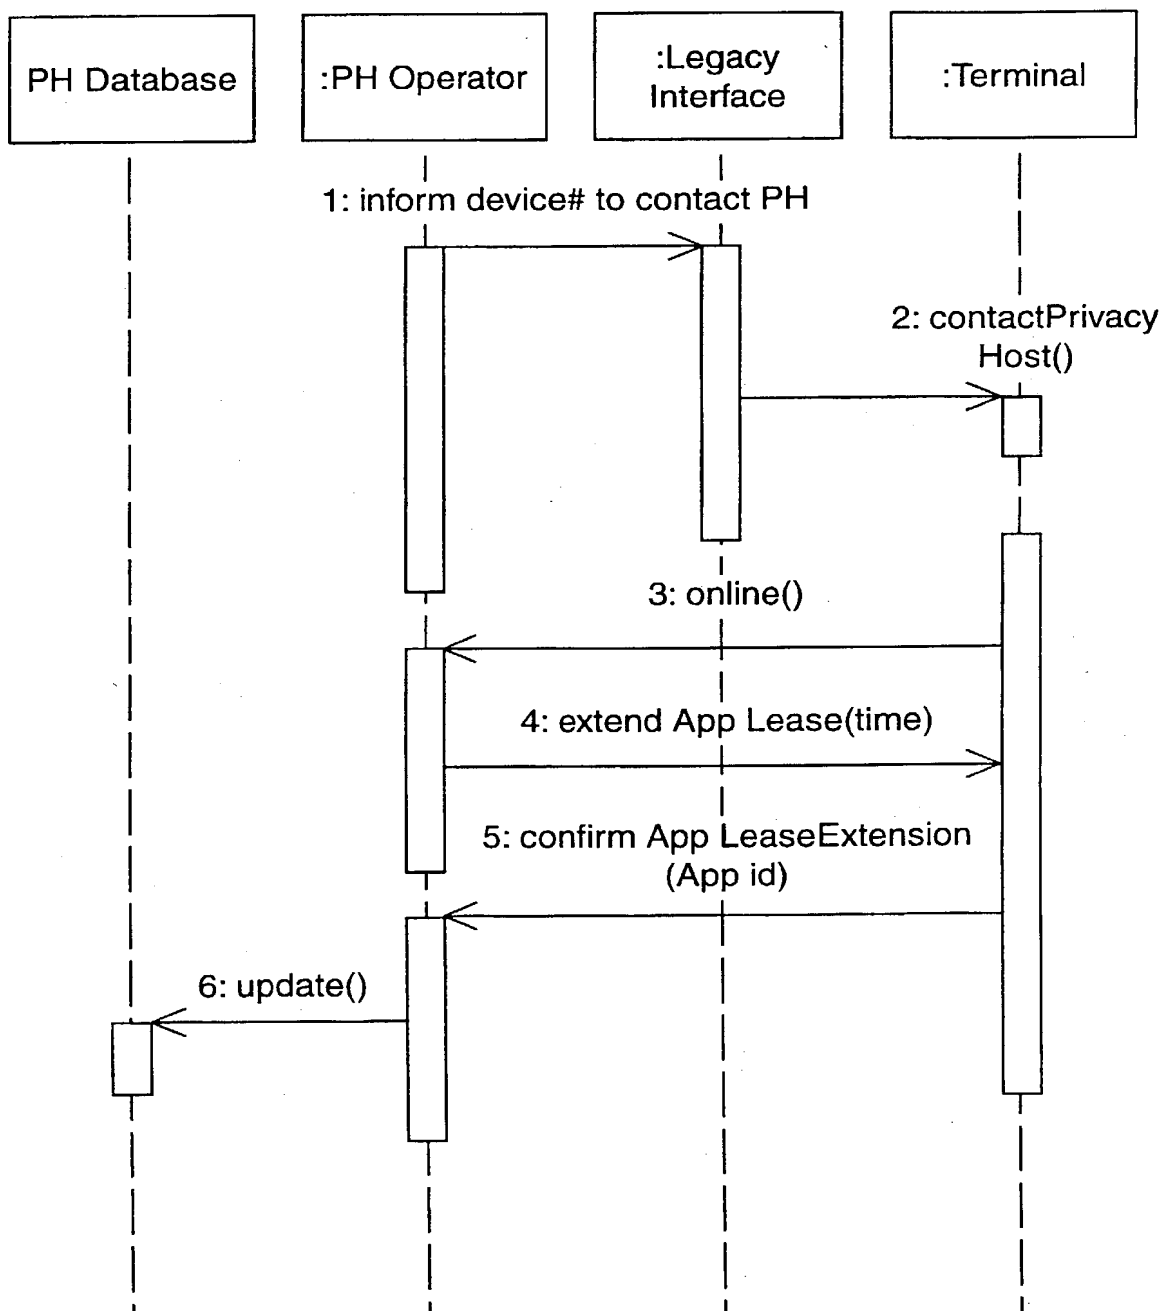 PH Database
:PH Operator
:Legacy
Interface
:Terminal
1: inform device# to contact PH
2: contactPrivacy
Host()
3: online()
4: extend App Lease(time)
5: confirm App LeaseExtension
(App id)
6: update()